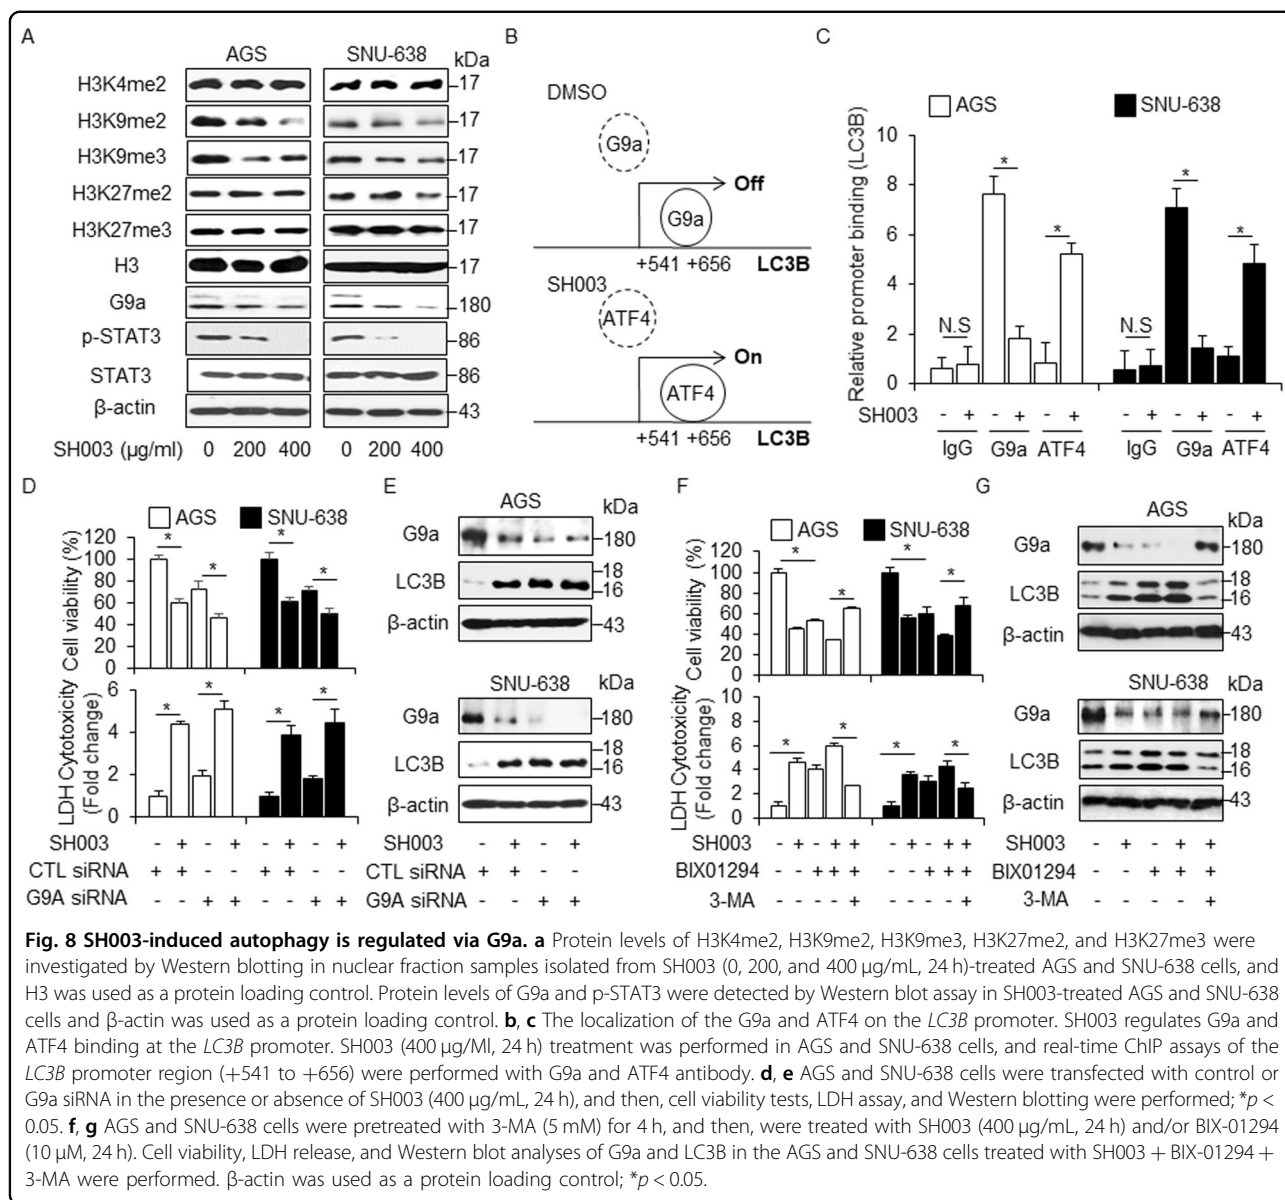 A
AGS SNU-638 kDa
H3K4me2 17
H3K9me2 17
H3K9me3 17
H3K27me2 17
H3K27me3 17
H3 17
G9a 180
p-STAT3 86
STAT3 86
β-actin 43
SH003 (µg/ml) 0 200 400 0 200 400
B
DMSO
G9a
Off
G9a
+541 +656 LC3B
SH003
ATF4
On
ATF4
+541 +656 LC3B
C
AGS SNU-638
Relative promoter binding (LC3B)
10
8
6
4
2
0
* * * *
N.S N.S
SH003 - + - + - + - + - + - +
IgG G9a ATF4 IgG G9a ATF4
D
AGS SNU-638
Cell viability (%)
120
100
80
60
40
20
0
* * * *
LDH Cytotoxicity
(Fold change)
6
4
2
0
* * * *
SH003 - + - + - + - +
CTL siRNA + + - - + + - -
G9A siRNA - - + + - - + +
E
AGS kDa
G9a 180
LC3B 18
16
β-actin 43
SNU-638 kDa
G9a 180
LC3B 18
16
β-actin 43
SH003 - + - +
CTL siRNA + + - -
G9A siRNA - - + +
F
AGS SNU-638
Cell viability (%)
120
100
80
60
40
20
0
* * * *
LDH Cytotoxicity
(Fold change)
10
8
6
4
2
0
* * * *
SH003 - + - + + - + - + +
BIX01294 - - + + + - - + + +
3-MA - - - - + - - - - +
G
AGS kDa
G9a 180
LC3B 18
16
β-actin 43
SNU-638 kDa
G9a 180
LC3B 18
16
β-actin 43
SH003 - + - + +
BIX01294 - - + + +
3-MA - - - - +
Fig. 8 SH003-induced autophagy is regulated via G9a. a Protein levels of H3K4me2, H3K9me2, H3K9me3, H3K27me2, and H3K27me3 were
investigated by Western blotting in nuclear fraction samples isolated from SH003 (0, 200, and 400 µg/mL, 24 h)-treated AGS and SNU-638 cells, and
H3 was used as a protein loading control. Protein levels of G9a and p-STAT3 were detected by Western blot assay in SH003-treated AGS and SNU-638
cells and β-actin was used as a protein loading control. b, c The localization of the G9a and ATF4 on the LC3B promoter. SH003 regulates G9a and
ATF4 binding at the LC3B promoter. SH003 (400 µg/Ml, 24 h) treatment was performed in AGS and SNU-638 cells, and real-time ChIP assays of the
LC3B promoter region (+541 to +656) were performed with G9a and ATF4 antibody. d, e AGS and SNU-638 cells were transfected with control or
G9a siRNA in the presence or absence of SH003 (400 µg/mL, 24 h), and then, cell viability tests, LDH assay, and Western blotting were performed; *p <
0.05. f, g AGS and SNU-638 cells were pretreated with 3-MA (5 mM) for 4 h, and then, were treated with SH003 (400 µg/mL, 24 h) and/or BIX-01294
(10 µM, 24 h). Cell viability, LDH release, and Western blot analyses of G9a and LC3B in the AGS and SNU-638 cells treated with SH003 + BIX-01294 +
3-MA were performed. β-actin was used as a protein loading control; *p < 0.05.